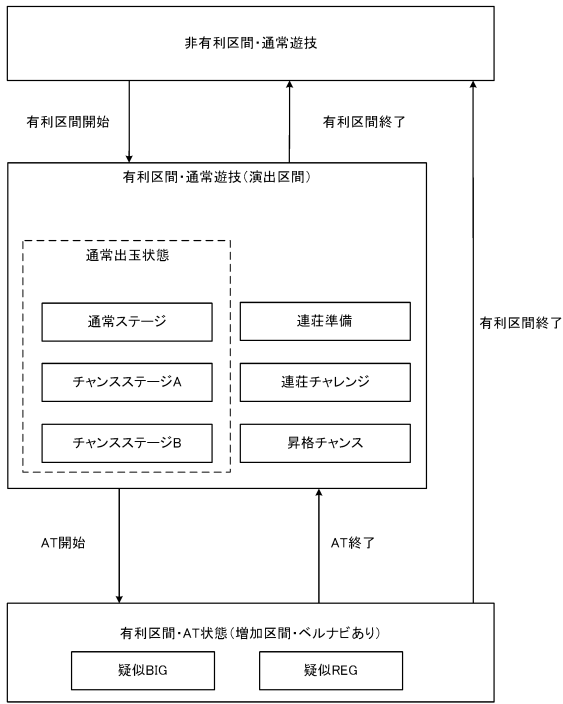 非有利区間・通常遊技
有利区間開始
有利区間終了
有利区間・通常遊技(演出区間)
通常出玉状態
通常ステージ
連荘準備
有利区間終了
チャンスステージA
連荘チャレンジ
チャンスステージB
昇格チャンス
AT開始
AT終了
有利区間・AT状態(増加区間・ベルナビあり)
疑似BIG
疑似REG